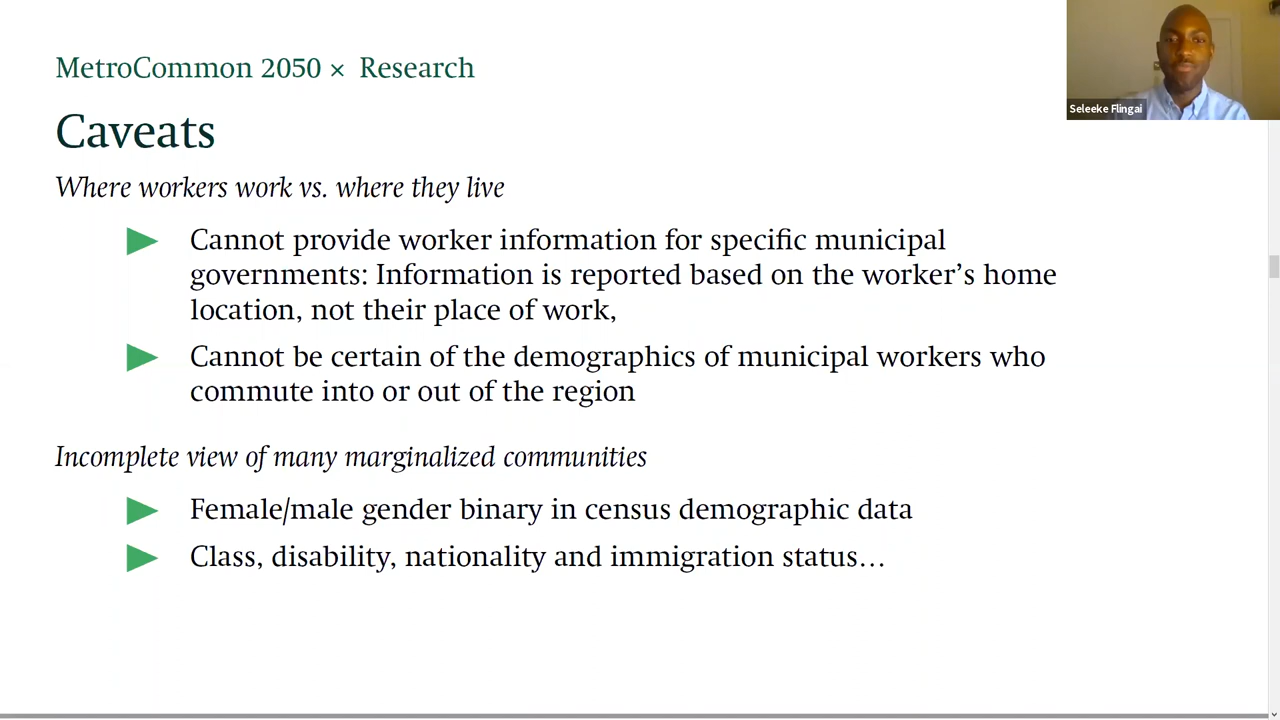 MetroCommon 2050 × Research
Seleeke Flingai
Caveats
Where workers work vs. where they live
Cannot provide worker information for specific municipal
governments: Information is reported based on the worker’s home
location, not their place of work,
Cannot be certain of the demographics of municipal workers who
commute into or out of the region
Incomplete view of many marginalized communities
Female/male gender binary in census demographic data
Class, disability, nationality and immigration status…